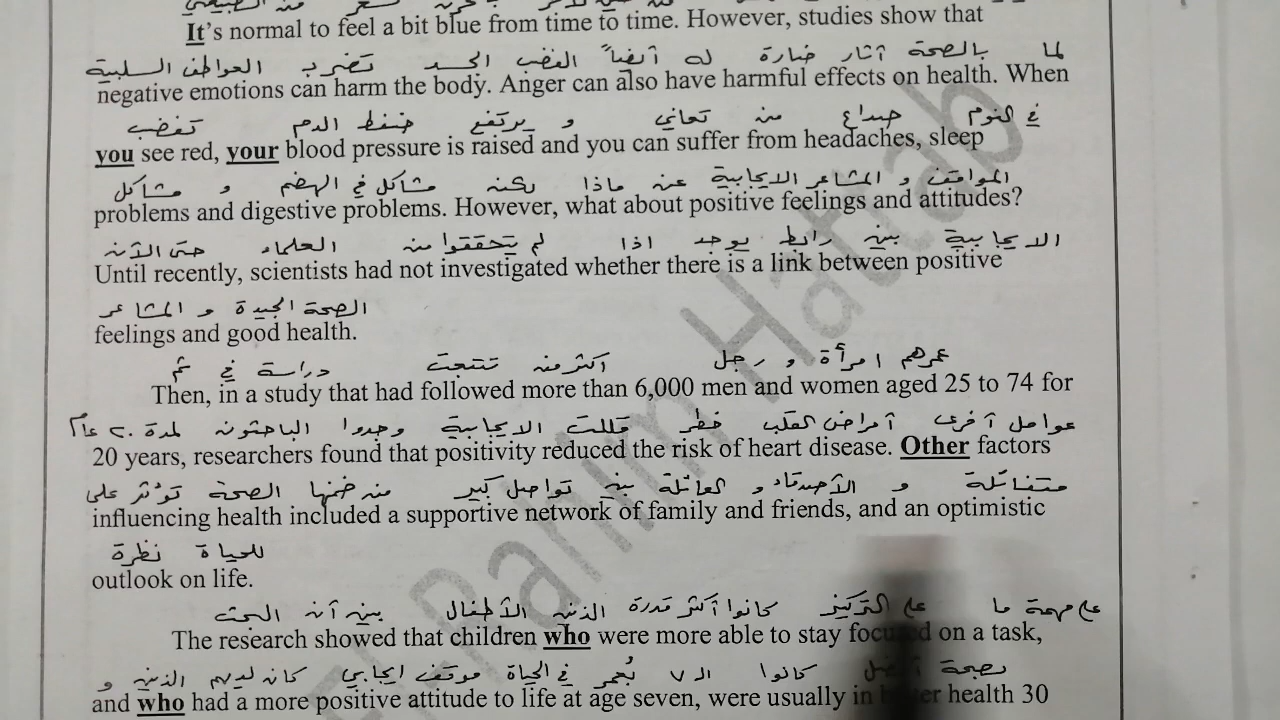 It's normal to feel a bit blue from time to time. However, studies show that
لما بالصحة آثار ضارة له أيضاً الغضب الجسد تضرب العواطف السلبية
negative emotions can harm the body. Anger can also have harmful effects on health. When
في النوم صداع من تعاني و يرتفع ضغط الدم تغضب
you see red, your blood pressure is raised and you can suffer from headaches, sleep
المواقف و المشاعر الايجابية عن ماذا لكن مشاكل في الهضم و مشاكل
problems and digestive problems. However, what about positive feelings and attitudes?
الايجابية بين رابط يوجد اذا لم يتحققوا من العلماء حتى الآن
Until recently, scientists had not investigated whether there is a link between positive
الصحة الجيدة و المشاعر
feelings and good health.
عمرهم امرأة و رجل أكثر من تتبعت دراسة في ثم
Then, in a study that had followed more than 6,000 men and women aged 25 to 74 for
عوامل أخرى أمراض القلب خطر قللت الايجابية وجدوا الباحثون لمدة ٢٠ عام
20 years, researchers found that positivity reduced the risk of heart disease. Other factors
متفائلة و الأصدقاء و العائلة بين تواصل كبير من ضمنها الصحة تؤثر على
influencing health included a supportive network of family and friends, and an optimistic
للحياة نظرة
outlook on life.
على مهمة ما على التركيز كانوا أكثر قدرة الذين الأطفال بين أن البحث
The research showed that children who were more able to stay focused on a task,
بصحة أفضل كانوا الـ ٧ بعمر في الحياة موقف ايجابي كان لديهم الذين و
and who had a more positive attitude to life at age seven, were usually in better health 30
Hattab